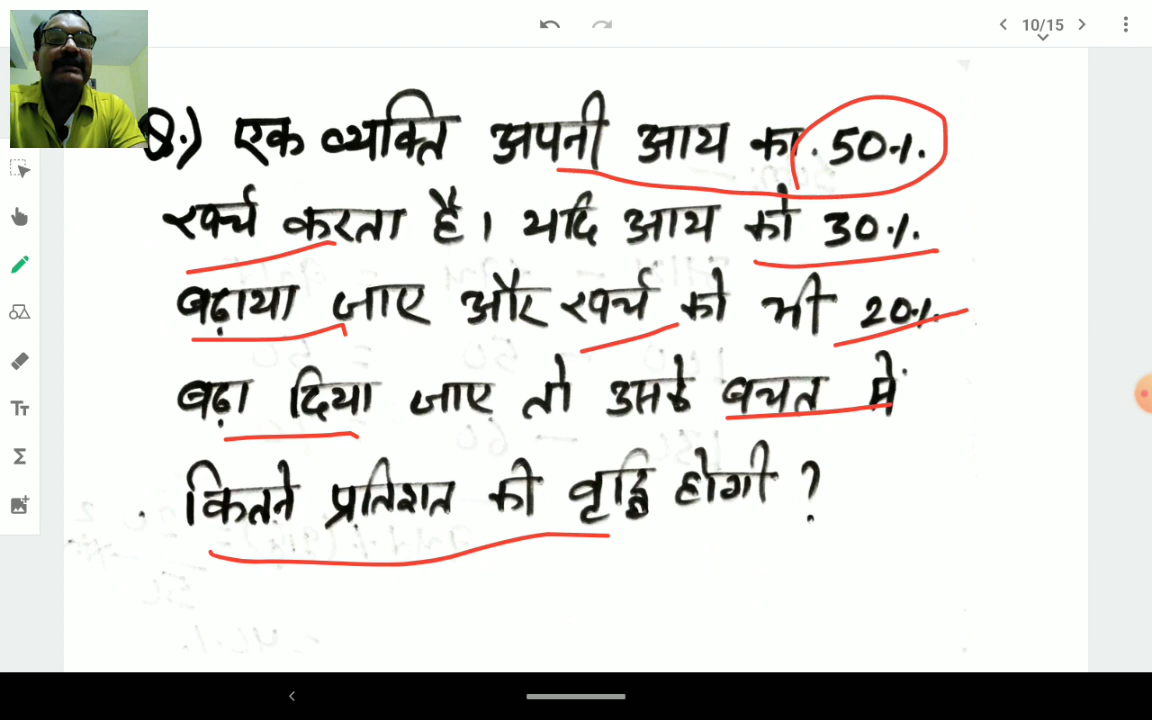 10/15
Q.) एक व्यक्ति अपनी आय का 50%
खर्च करता है। यदि आय को 30%
बढ़ाया जाए और खर्च को भी 20%
बढ़ा दिया जाए तो उसके बचत में
कितने प्रतिशत की वृद्धि होगी ?
Tт
Σ